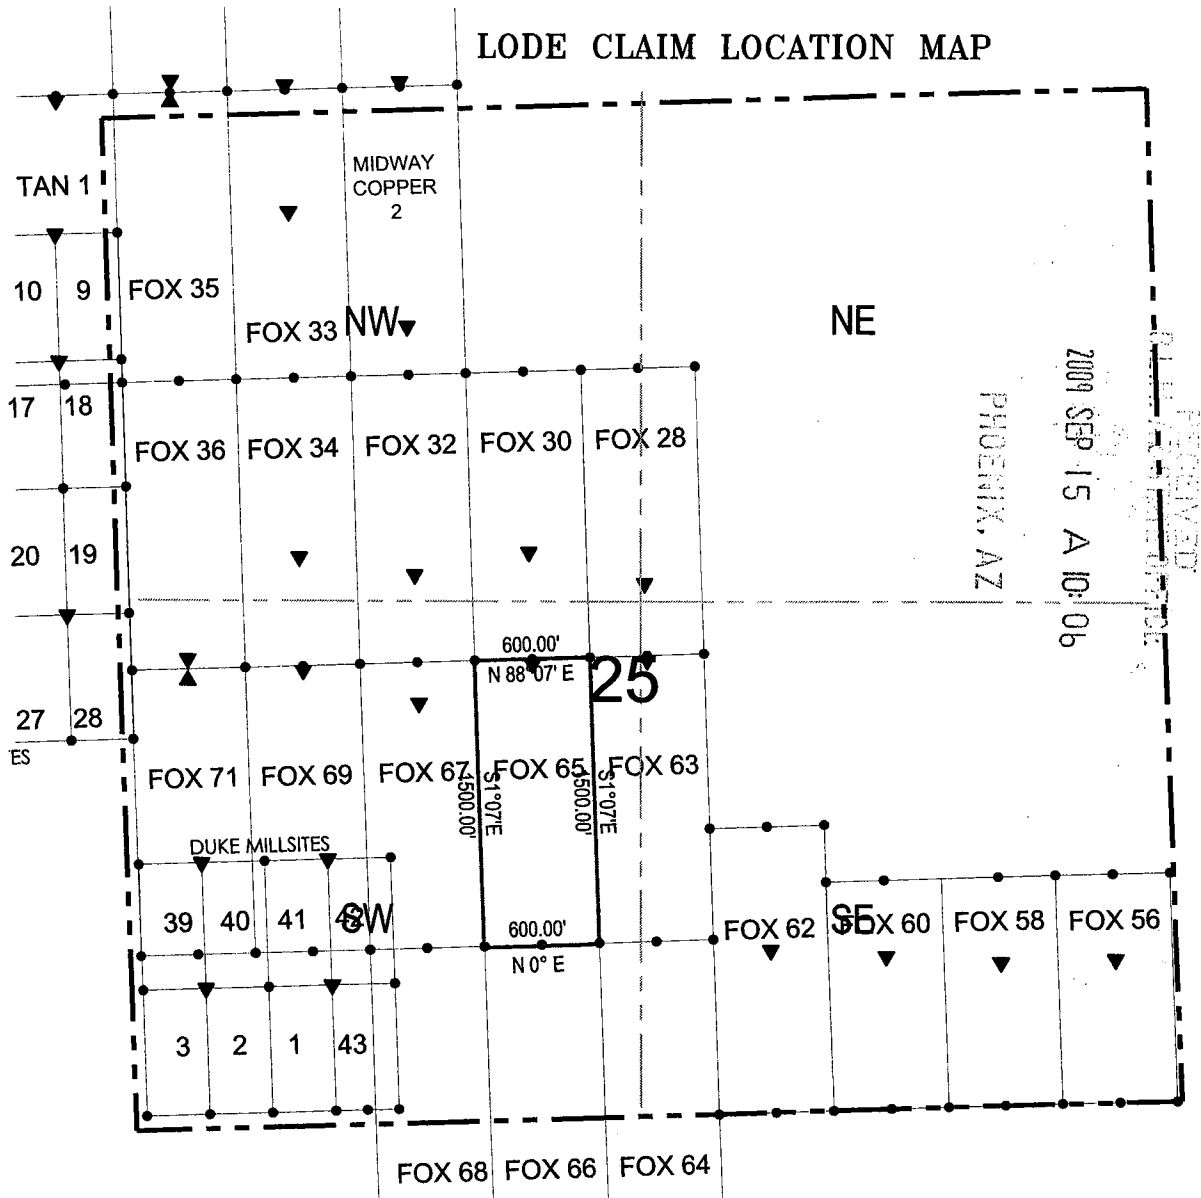 LODE CLAIM LOCATION MAP
MIDWAY
COPPER
2
TAN 1
10
9
FOX 35
FOX 33
NW
NE
17
18
FOX 36
FOX 34
FOX 32
FOX 30
FOX 28
RECEIVED
2009 SEP 15 A 10: 06
PHOENIX, AZ
20
19
600.00'
N 88°07' E
25
27
28
ES
FOX 71
FOX 69
FOX 67
FOX 65
FOX 63
1500.00'
S1°07'E
1500.00'
S1°07'E
DUKE MILLSITES
39
40
41
42
SW
600.00'
N 0° E
FOX 62
SE
FOX 60
FOX 58
FOX 56
3
2
1
43
FOX 68
FOX 66
FOX 64